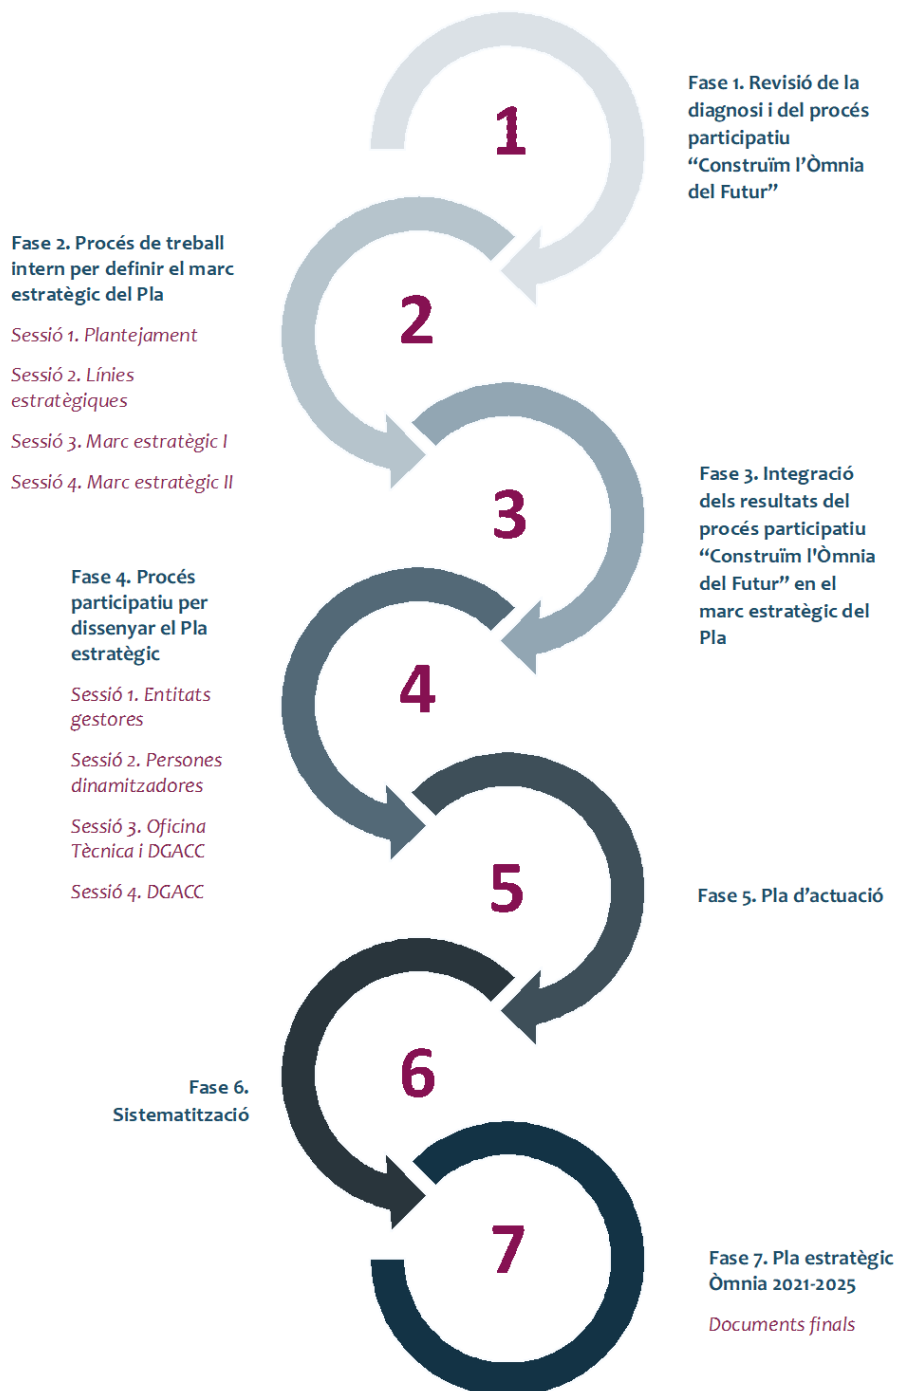 1
Fase 1. Revisió de la
diagnosi i del procés
participatiu
“Construïm l’Òmnia
del Futur”
Fase 2. Procés de treball
intern per definir el marc
estratègic del Pla
Sessió 1. Plantejament
Sessió 2. Línies
estratègiques
Sessió 3. Marc estratègic I
Sessió 4. Marc estratègic II
2
3
Fase 3. Integració
dels resultats del
procés participatiu
“Construïm l'Òmnia
del Futur” en el
marc estratègic del
Pla
Fase 4. Procés
participatiu per
dissenyar el Pla
estratègic
Sessió 1. Entitats
gestores
Sessió 2. Persones
dinamitzadores
Sessió 3. Oficina
Tècnica i DGACC
Sessió 4. DGACC
4
5
Fase 5. Pla d’actuació
6
Fase 6.
Sistematització
7
Fase 7. Pla estratègic
Òmnia 2021-2025
Documents finals